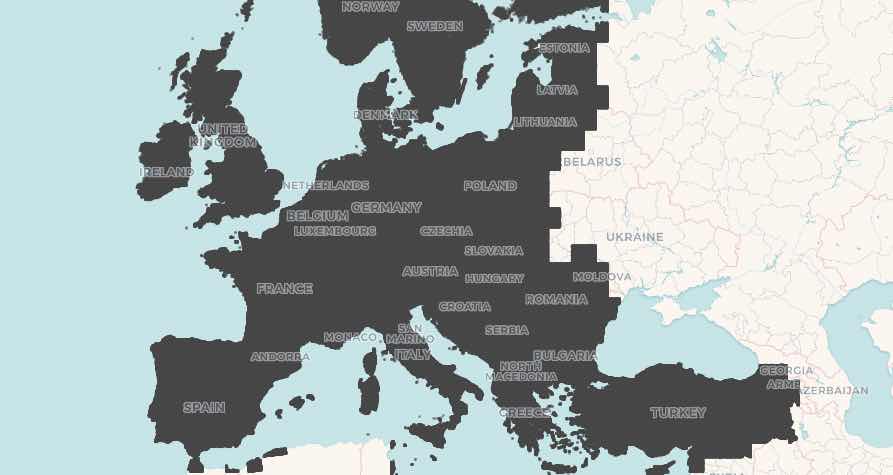 NORWAY
SWEDEN
ESTONIA
LATVIA
DENMARK
LITHUANIA
UNITED
KINGDOM
BELARUS
IRELAND
NETHERLANDS
POLAND
GERMANY
BELGIUM
LUXEMBOURG
CZECHIA
UKRAINE
SLOVAKIA
AUSTRIA
HUNGARY
MOLDOVA
FRANCE
ROMANIA
CROATIA
SAN
MARINO
SERBIA
MONACO
ITALY
ANDORRA
BULGARIA
NORTH
MACEDONIA
GEORGIA
ARME
AZERBAIJAN
SPAIN
GREECE
TURKEY